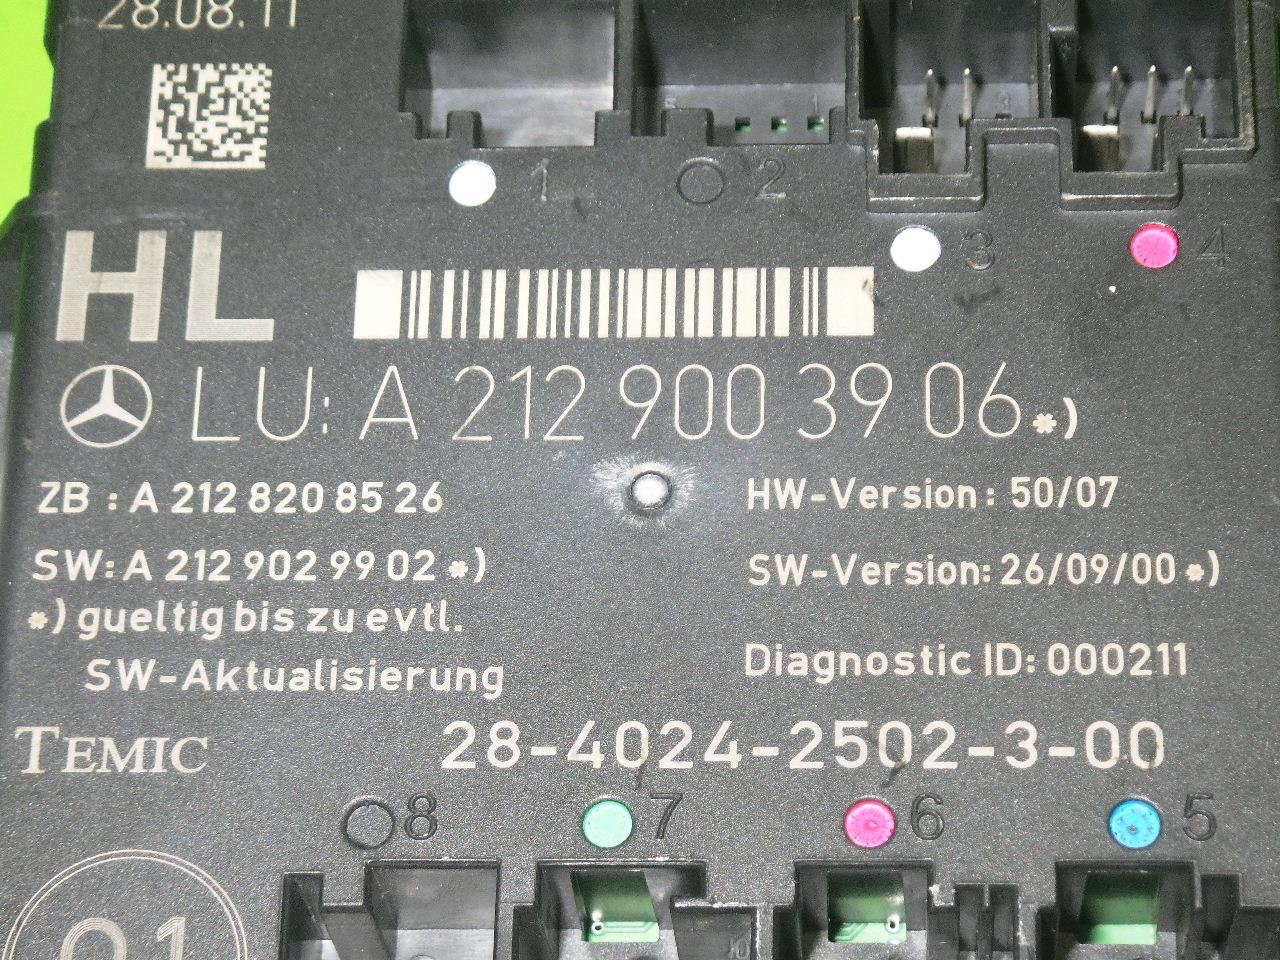 28.08.11
1
2
3
4
HL
LU: A 212 900 39 06 *)
ZB : A 212 820 85 26
HW-Version: 50/07
SW: A 212 902 99 02 *)
SW-Version: 26/09/00 *)
*) gueltig bis zu evtl.
SW-Aktualisierung
Diagnostic ID: 000211
TEMIC
28-4024-2502-3-00
8
7
6
5
01